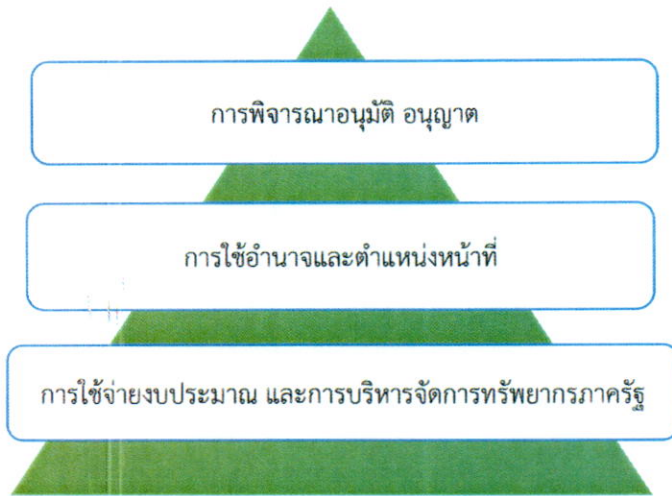 การพิจารณาอนุมัติ อนุญาต
การใช้อำนาจและตำแหน่งหน้าที่
การใช้จ่ายงบประมาณ และการบริหารจัดการทรัพยากรภาครัฐ